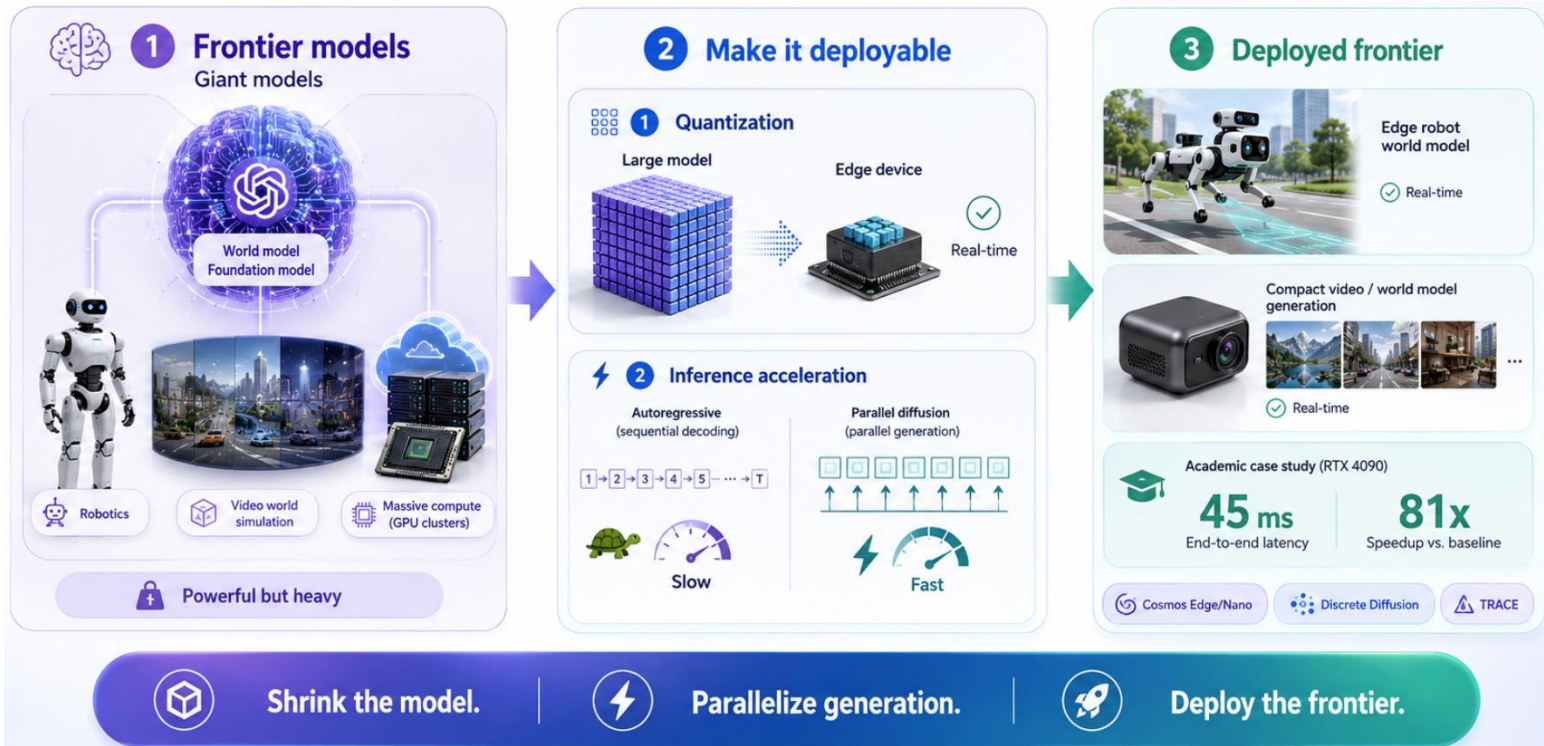 1 Frontier models
Giant models
World model
Foundation model
Robotics
Video world
simulation
Massive compute
(GPU clusters)
Powerful but heavy
2 Make it deployable
1 Quantization
Large model
Edge device
Real-time
2 Inference acceleration
Autoregressive
(sequential decoding)
1 → 2 → 3 → 4 → 5 ··· → T
Slow
Parallel diffusion
(parallel generation)
Fast
3 Deployed frontier
Edge robot
world model
Real-time
Compact video / world model
generation
...
Real-time
Academic case study (RTX 4090)
45 ms
End-to-end latency
81x
Speedup vs. baseline
Cosmos Edge/Nano
Discrete Diffusion
TRACE
Shrink the model.
Parallelize generation.
Deploy the frontier.